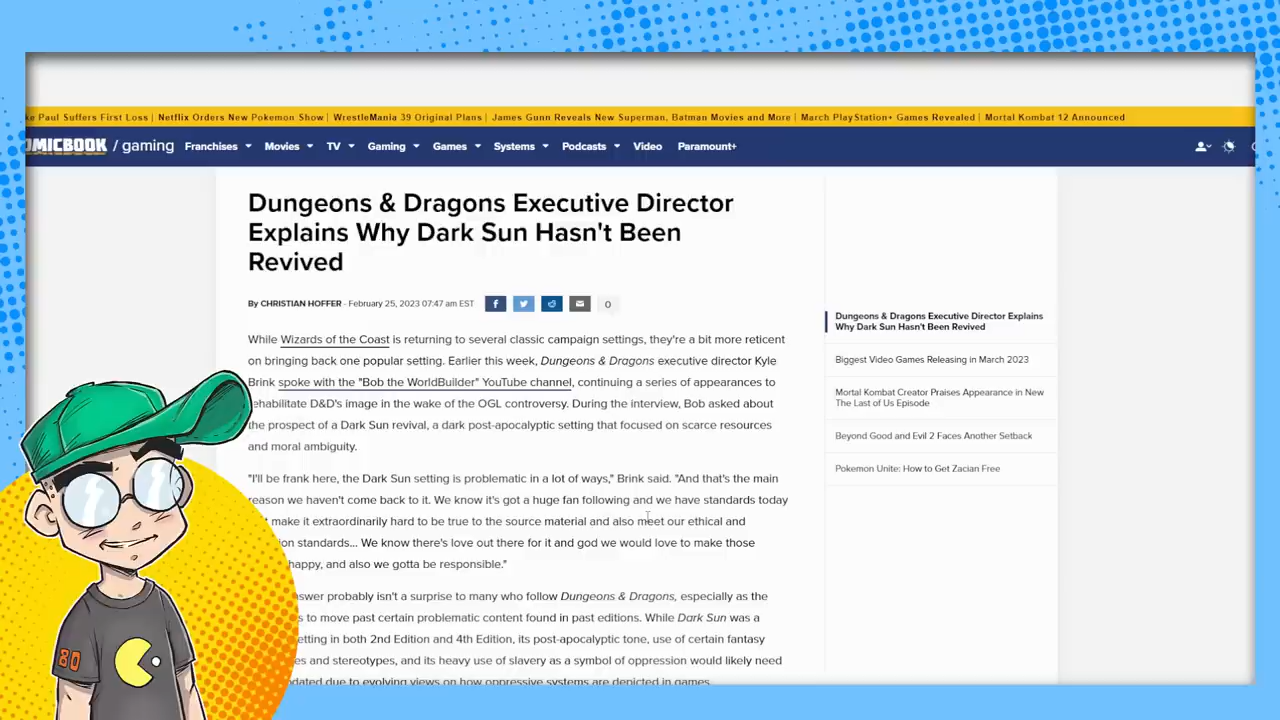 Paul Suffers First Loss | Netflix Orders New Pokemon Show | WrestleMania 39 Original Plans | James Gunn Reveals New Superman, Batman Movies and More | March PlayStation+ Games Revealed | Mortal Kombat 12 Announced
OMICBOOK / gaming Franchises Movies TV Gaming Games Systems Podcasts Video Paramount+
Dungeons & Dragons Executive Director
Explains Why Dark Sun Hasn't Been
Revived
By CHRISTIAN HOFFER - February 25, 2023 07:47 am EST
0
While Wizards of the Coast is returning to several classic campaign settings, they're a bit more reticent
on bringing back one popular setting. Earlier this week, Dungeons & Dragons executive director Kyle
Brink spoke with the "Bob the WorldBuilder" YouTube channel, continuing a series of appearances to
ehabilitate D&D's image in the wake of the OGL controversy. During the interview, Bob asked about
the prospect of a Dark Sun revival, a dark post-apocalyptic setting that focused on scarce resources
and moral ambiguity.
"I'll be frank here, the Dark Sun setting is problematic in a lot of ways," Brink said. "And that's the main
reason we haven't come back to it. We know it's got a huge fan following and we have standards today
make it extraordinarily hard to be true to the source material and also meet our ethical and
on standards... We know there's love out there for it and god we would love to make those
happy, and also we gotta be responsible."
nswer probably isn't a surprise to many who follow Dungeons & Dragons, especially as the
s to move past certain problematic content found in past editions. While Dark Sun was a
etting in both 2nd Edition and 4th Edition, its post-apocalyptic tone, use of certain fantasy
es and stereotypes, and its heavy use of slavery as a symbol of oppression would likely need
dated due to evolving views on how oppressive systems are depicted in games.
Dungeons & Dragons Executive Director Explains
Why Dark Sun Hasn't Been Revived
Biggest Video Games Releasing in March 2023
Mortal Kombat Creator Praises Appearance in New
The Last of Us Episode
Beyond Good and Evil 2 Faces Another Setback
Pokemon Unite: How to Get Zacian Free
80